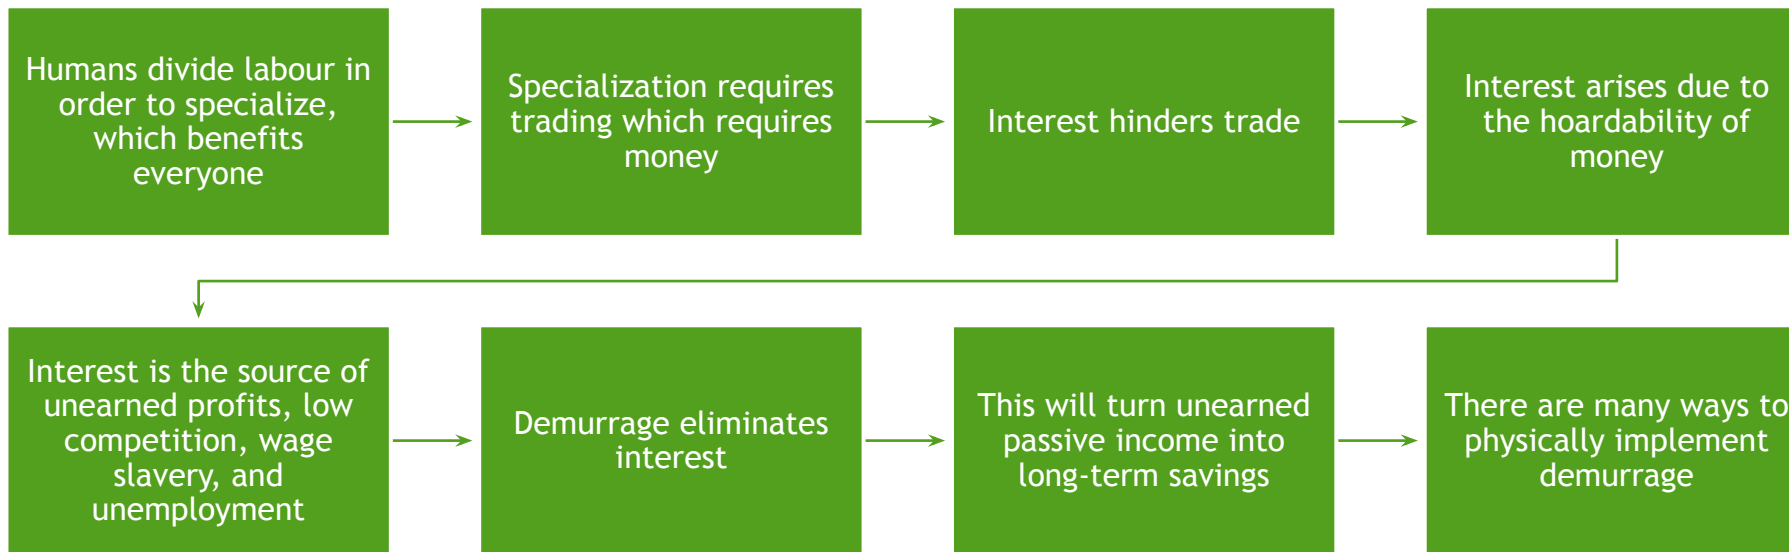 Humans divide labour in
order to specialize,
which benefits
everyone
Specialization requires
trading which requires
money
Interest hinders trade
Interest arises due to
the hoardability of
money
Interest is the source of
unearned profits, low
competition, wage
slavery, and
unemployment
Demurrage eliminates
interest
This will turn unearned
passive income into
long-term savings
There are many ways to
physically implement
demurrage